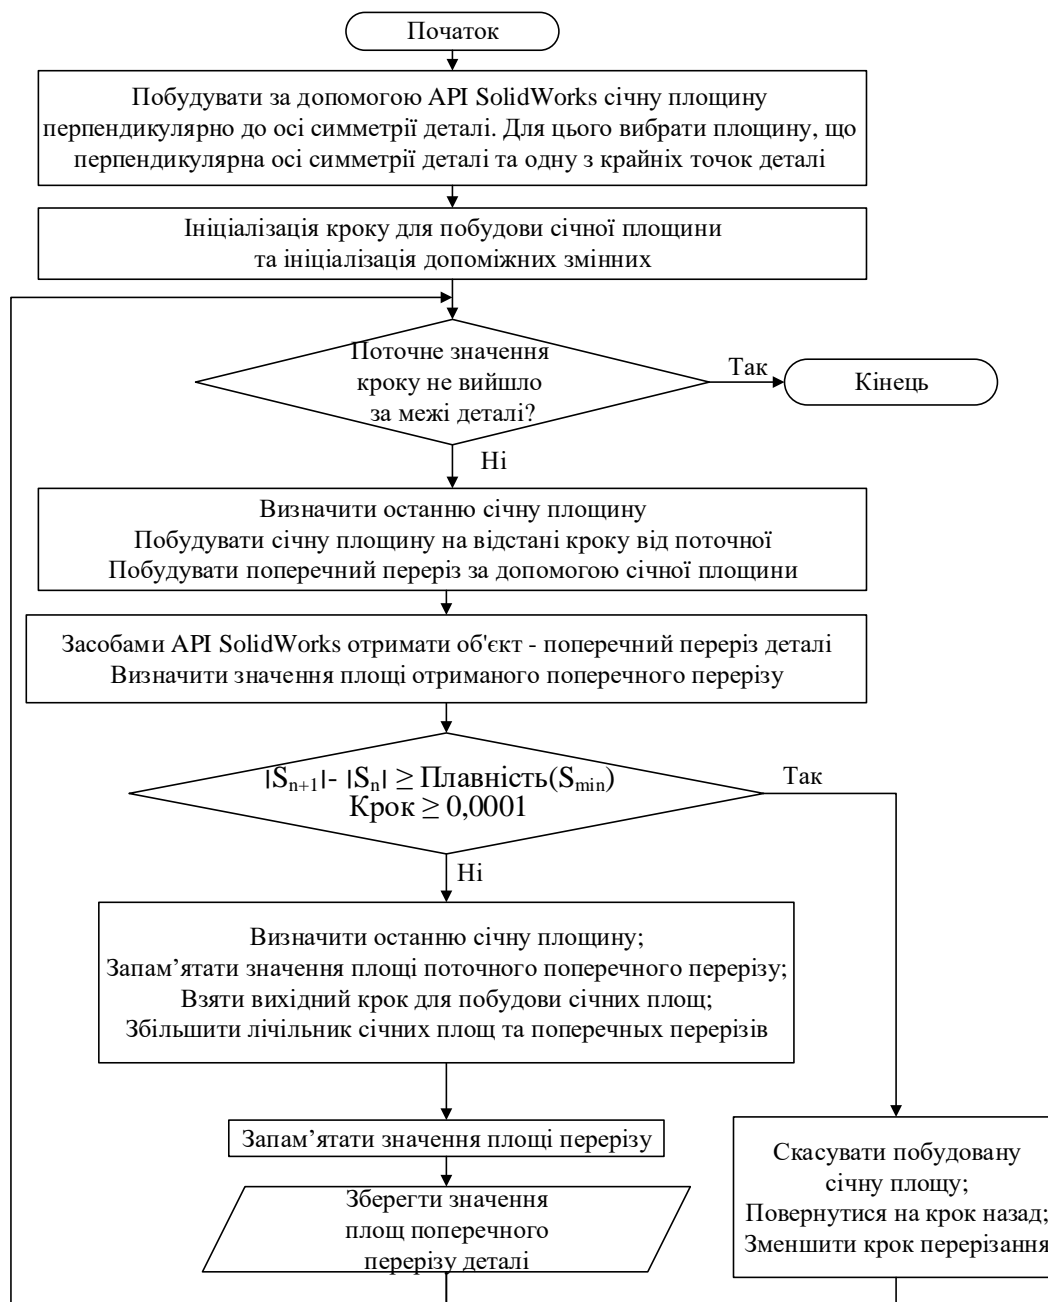 Початок
Побудувати за допомогою API SolidWorks січну площину
перпендикулярно до осі симметрії деталі. Для цього вибрати площину, що
перпендикулярна осі симметрії деталі та одну з крайніх точок деталі
Ініціалізація кроку для побудови січної площини
та ініціалізація допоміжних змінних
Поточне значення
кроку не вийшло
за межі деталі?
Так
Кінець
Ні
Визначити останню січну площину
Побудувати січну площину на відстані кроку від поточної
Побудувати поперечний переріз за допомогою січної площини
Засобами API SolidWorks отримати об'єкт - поперечний переріз деталі
Визначити значення площі отриманого поперечного перерізу
|Sn+1|- |Sn| ≥ Плавність(Smin)
Крок ≥ 0,0001
Так
Ні
Визначити останню січну площину;
Запам’ятати значення площі поточного поперечного перерізу;
Взяти вихідний крок для побудови січних площ;
Збільшити лічільник січних площ та поперечных перерізів
Запам’ятати значення площі перерізу
Зберегти значення
площ поперечного
перерізу деталі
Скасувати побудовану
січну площу;
Повернутися на крок назад;
Зменшити крок перерізання